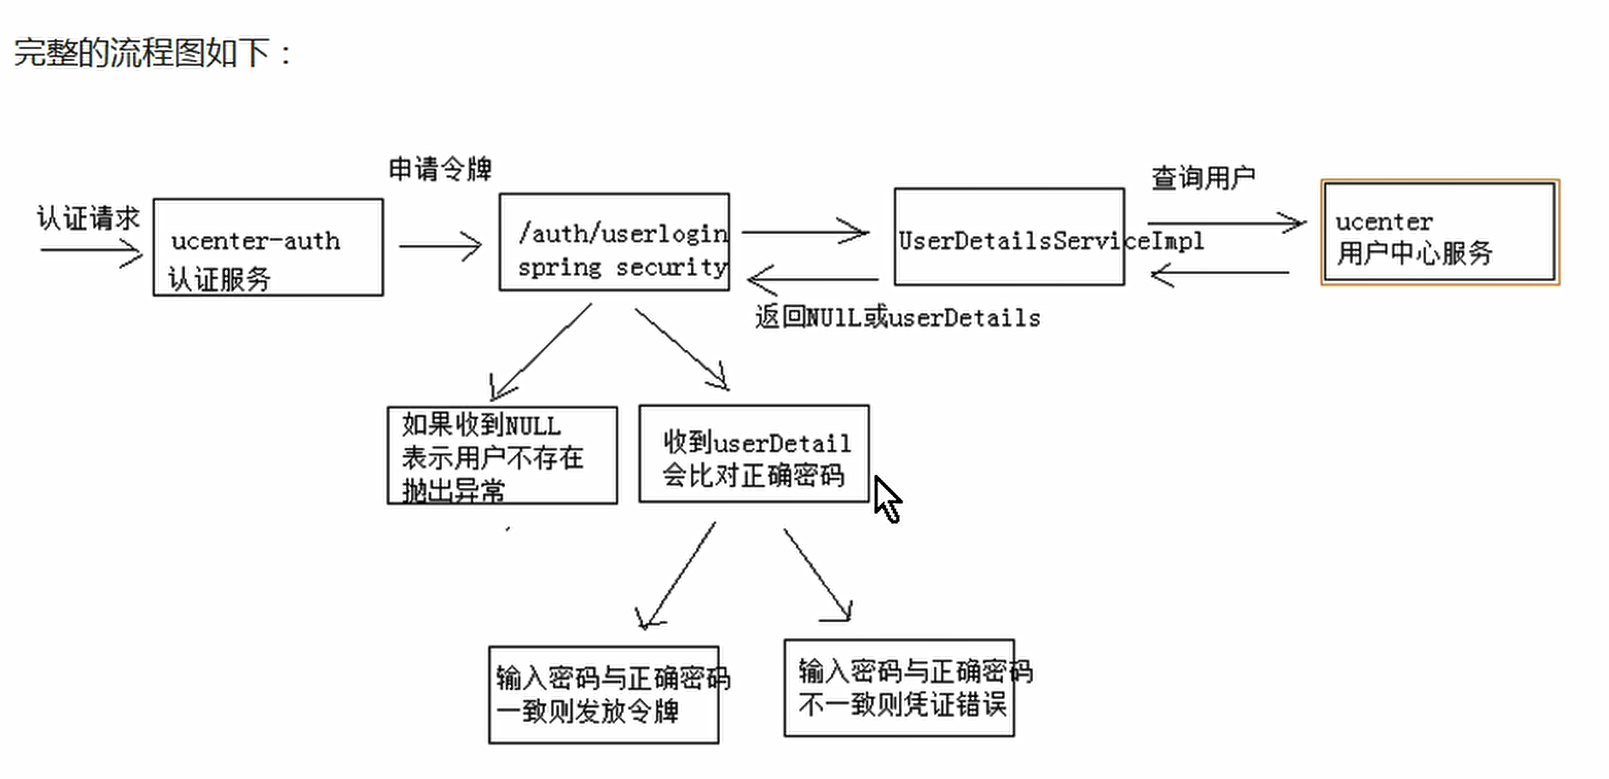 完整的流程图如下：
申请令牌
查询用户
认证请求
ucenter-auth
认证服务
/auth/userlogin
spring security
UserDetailsServiceImpl
ucenter
用户中心服务
返回NUlL或userDetails
如果收到NULL
表示用户不存在
抛出异常
收到userDetail
会比对正确密码
输入密码与正确密码
一致则发放令牌
输入密码与正确密码
不一致则凭证错误